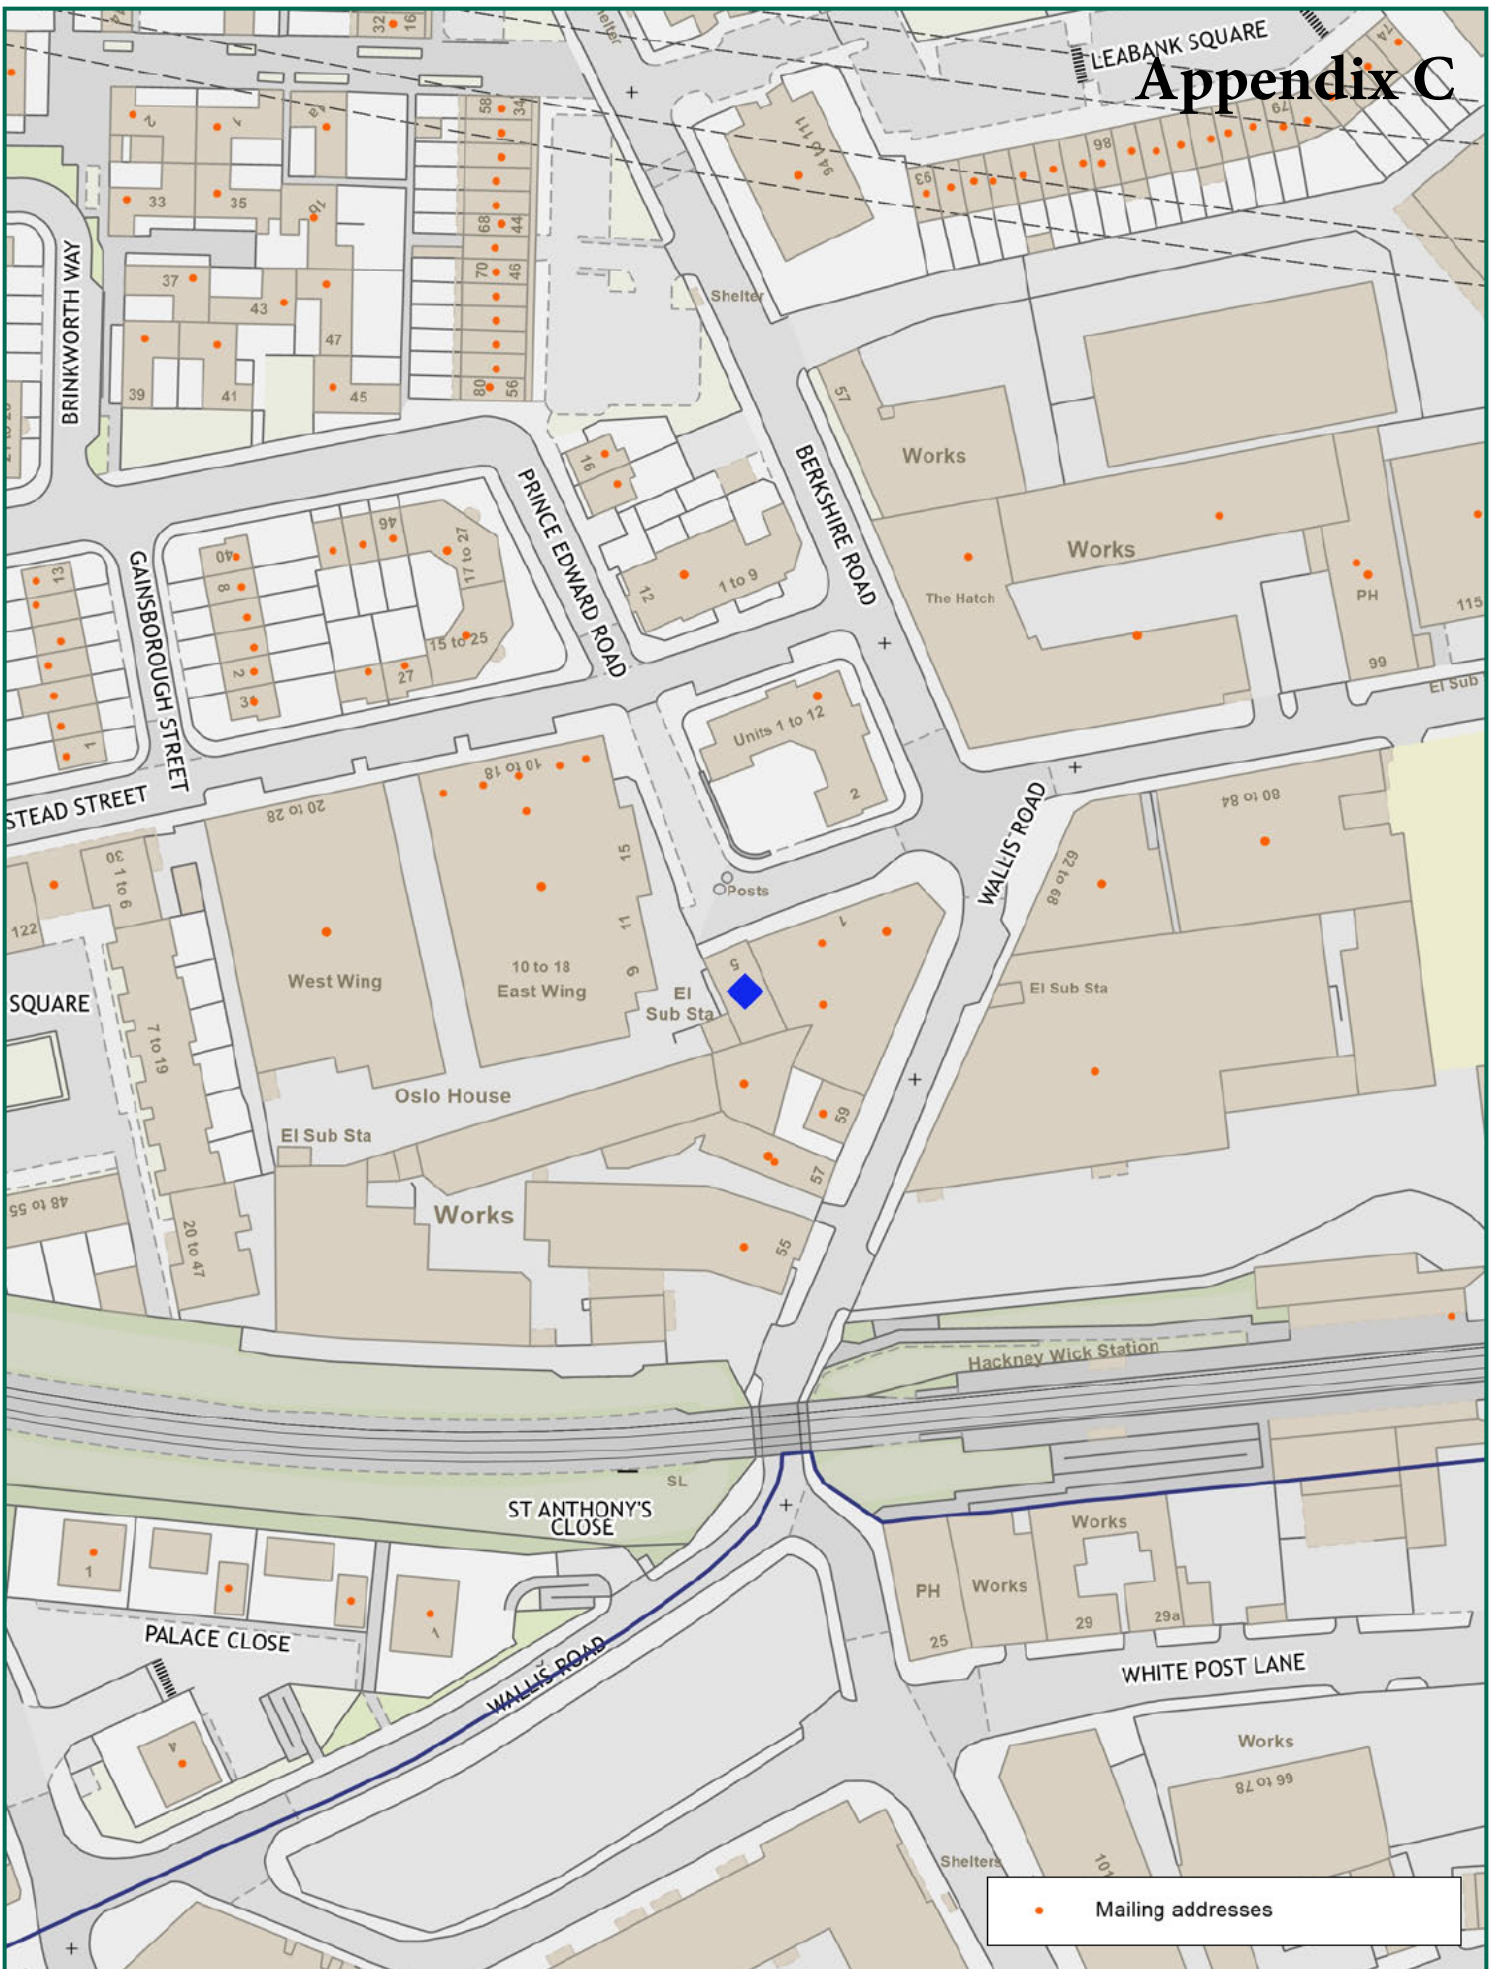 LEABANK SQUARE
Appendix C
32
16
74
58
34
2
1
1a
94 to 111
79
86
93
33
35
1b
68
44
BRINKWORTH WAY
37
43
70
46
Shelter
47
39
41
45
80
56
57
Works
BERKSHIRE ROAD
16
PRINCE EDWARD ROAD
46
17 to 27
GAINSBOROUGH STREET
40
13
8
12
1 to 9
Works
The Hatch
PH
115
99
15 to 25
27
2
El Sub
1
Units 1 to 12
2
10 to 18
20 to 28
STEAD STREET
WALLIS ROAD
80 to 84
62 to 68
15
30
1 to 6
Posts
122
11
1
5
West Wing
10 to 18
East Wing
9
El
Sub Sta
El Sub Sta
SQUARE
7 to 19
Oslo House
59
El Sub Sta
57
Works
48 to 55
20 to 47
55
Hackney Wick Station
SL
ST ANTHONY'S
CLOSE
Works
1
PH
Works
25
29
29a
1
PALACE CLOSE
WALLIS ROAD
WHITE POST LANE
4
Works
66 to 78
101
Shelters
Mailing addresses